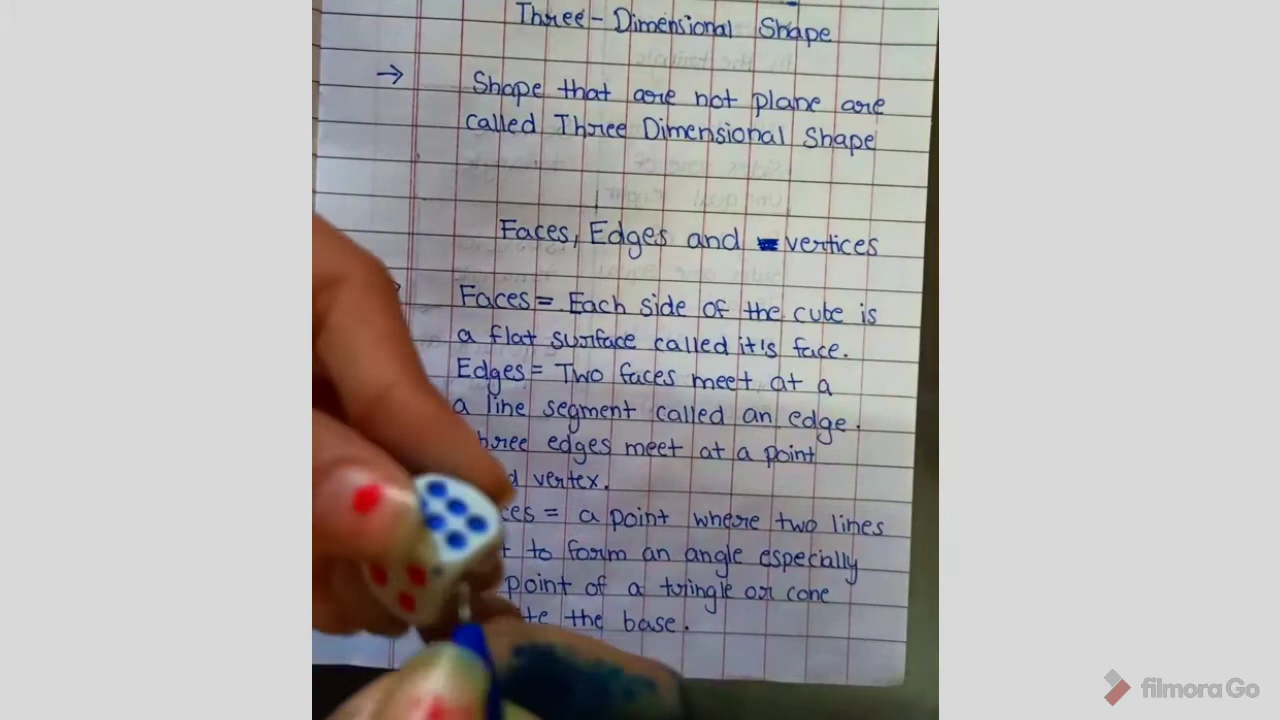 Three-Dimensional Shape
→ Shape that are not plane are
called Three Dimensional Shape
Faces, Edges and vertices
Faces = Each side of the cube is
a flat surface called it's face.
Edges = Two faces meet at a
a line segment called an edge.
hree edges meet at a point
d vertex.
ces = a point where two lines
t to form an angle especially
point of a tringle or cone
te the base.
filmora Go